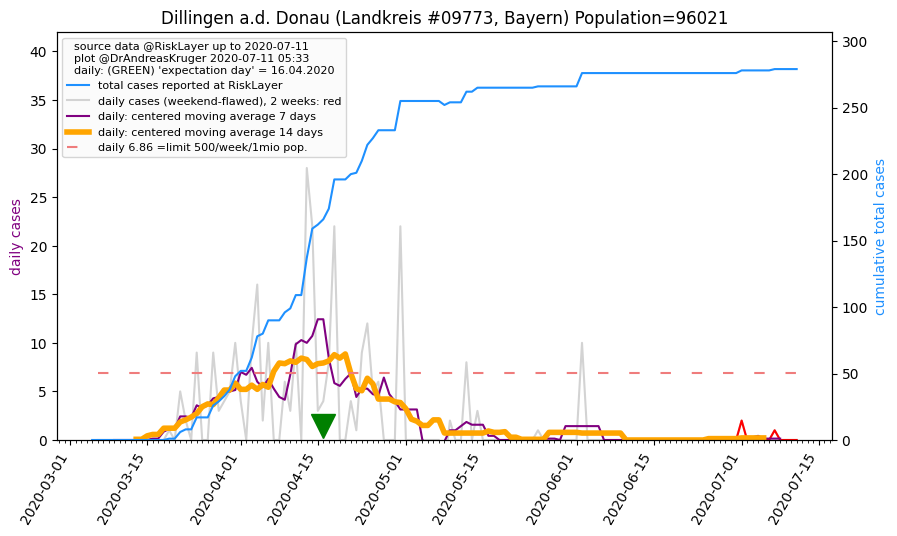 Dillingen a.d. Donau (Landkreis #09773, Bayern) Population=96021
source data @RiskLayer up to 2020-07-11
plot @DrAndreasKruger 2020-07-11 05:33
daily: (GREEN) 'expectation day' = 16.04.2020
total cases reported at RiskLayer
daily cases (weekend-flawed), 2 weeks: red
daily: centered moving average 7 days
daily: centered moving average 14 days
daily 6.86 =limit 500/week/1mio pop.
daily cases
40
35
30
25
20
15
10
5
0
cumulative total cases
300
250
200
150
100
50
0
2020-03-01
2020-03-15
2020-04-01
2020-04-15
2020-05-01
2020-05-15
2020-06-01
2020-06-15
2020-07-01
2020-07-15